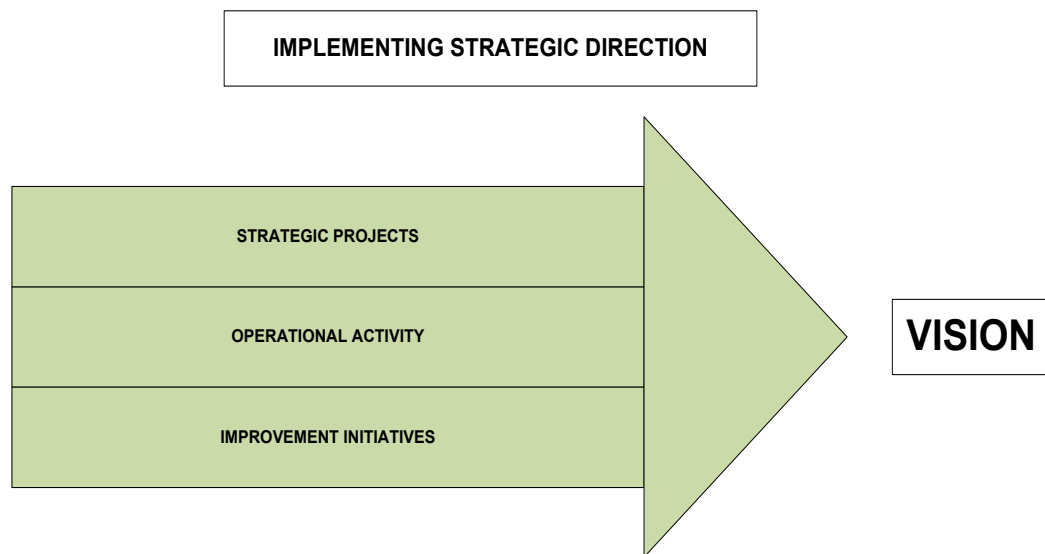 IMPLEMENTING STRATEGIC DIRECTION
STRATEGIC PROJECTS
OPERATIONAL ACTIVITY
VISION
IMPROVEMENT INITIATIVES